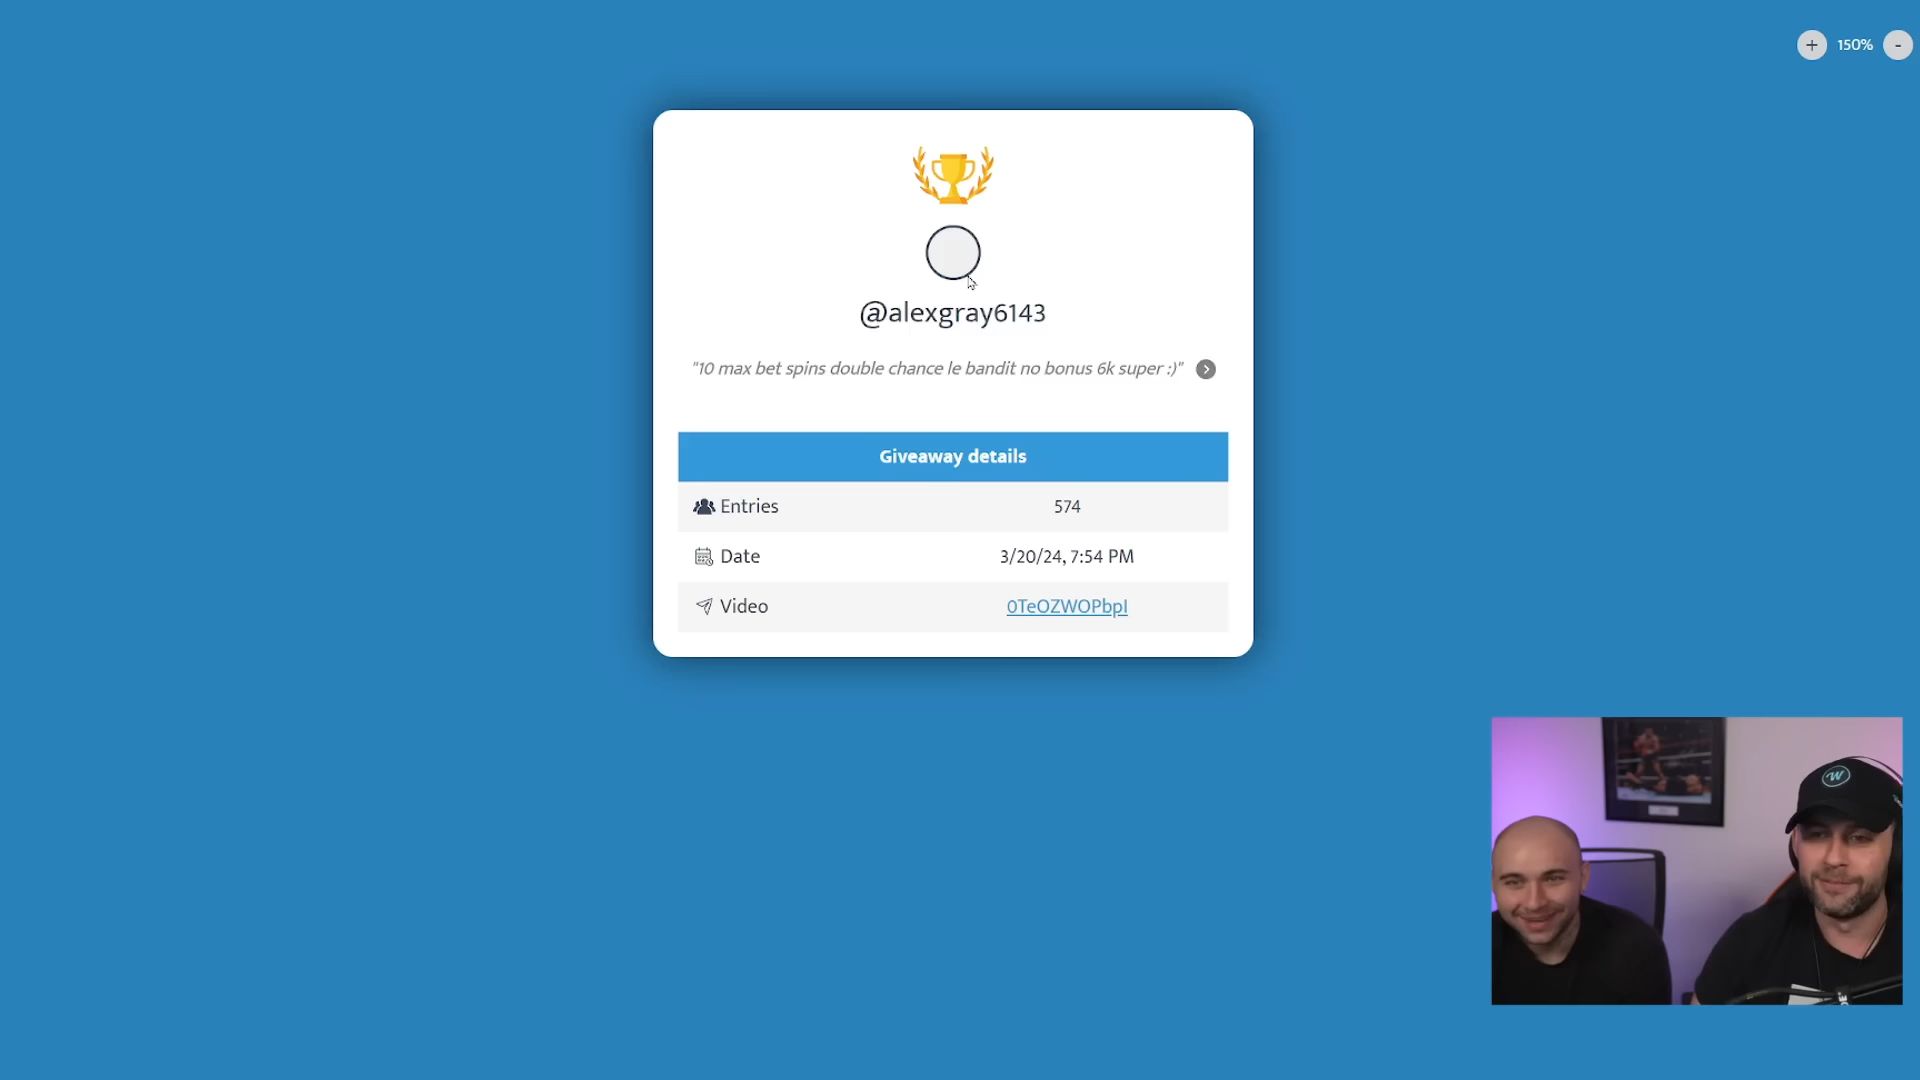 + 150% -
@alexgray6143
"10 max bet spins double chance le bandit no bonus 6k super :)"
Giveaway details
Entries 574
Date 3/20/24, 7:54 PM
Video 0TeOZWOPbpI
W